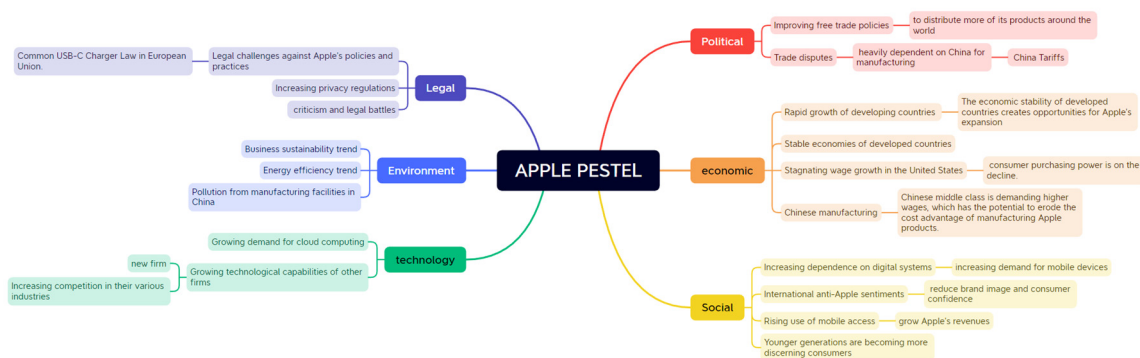 APPLE PESTEL
Political
Improving free trade policies
to distribute more of its products around the
world
Trade disputes
heavily dependent on China for
manufacturing
China Tariffs
economic
Rapid growth of developing countries
The economic stability of developed
countries creates opportunities for Apple's
expansion
Stable economies of developed countries
Stagnating wage growth in the United States
consumer purchasing power is on the
decline.
Chinese manufacturing
Chinese middle class is demanding higher
wages, which has the potential to erode the
cost advantage of manufacturing Apple
products.
Social
Increasing dependence on digital systems
increasing demand for mobile devices
International anti-Apple sentiments
reduce brand image and consumer
confidence
Rising use of mobile access
grow Apple's revenues
Younger generations are becoming more
discerning consumers
Legal
Legal challenges against Apple's policies and
practices
Common USB-C Charger Law in European
Union.
Increasing privacy regulations
criticism and legal battles
Environment
Business sustainability trend
Energy efficiency trend
Pollution from manufacturing facilities in
China
technology
Growing demand for cloud computing
Growing technological capabilities of other
firms
new firm
Increasing competition in their various
industries